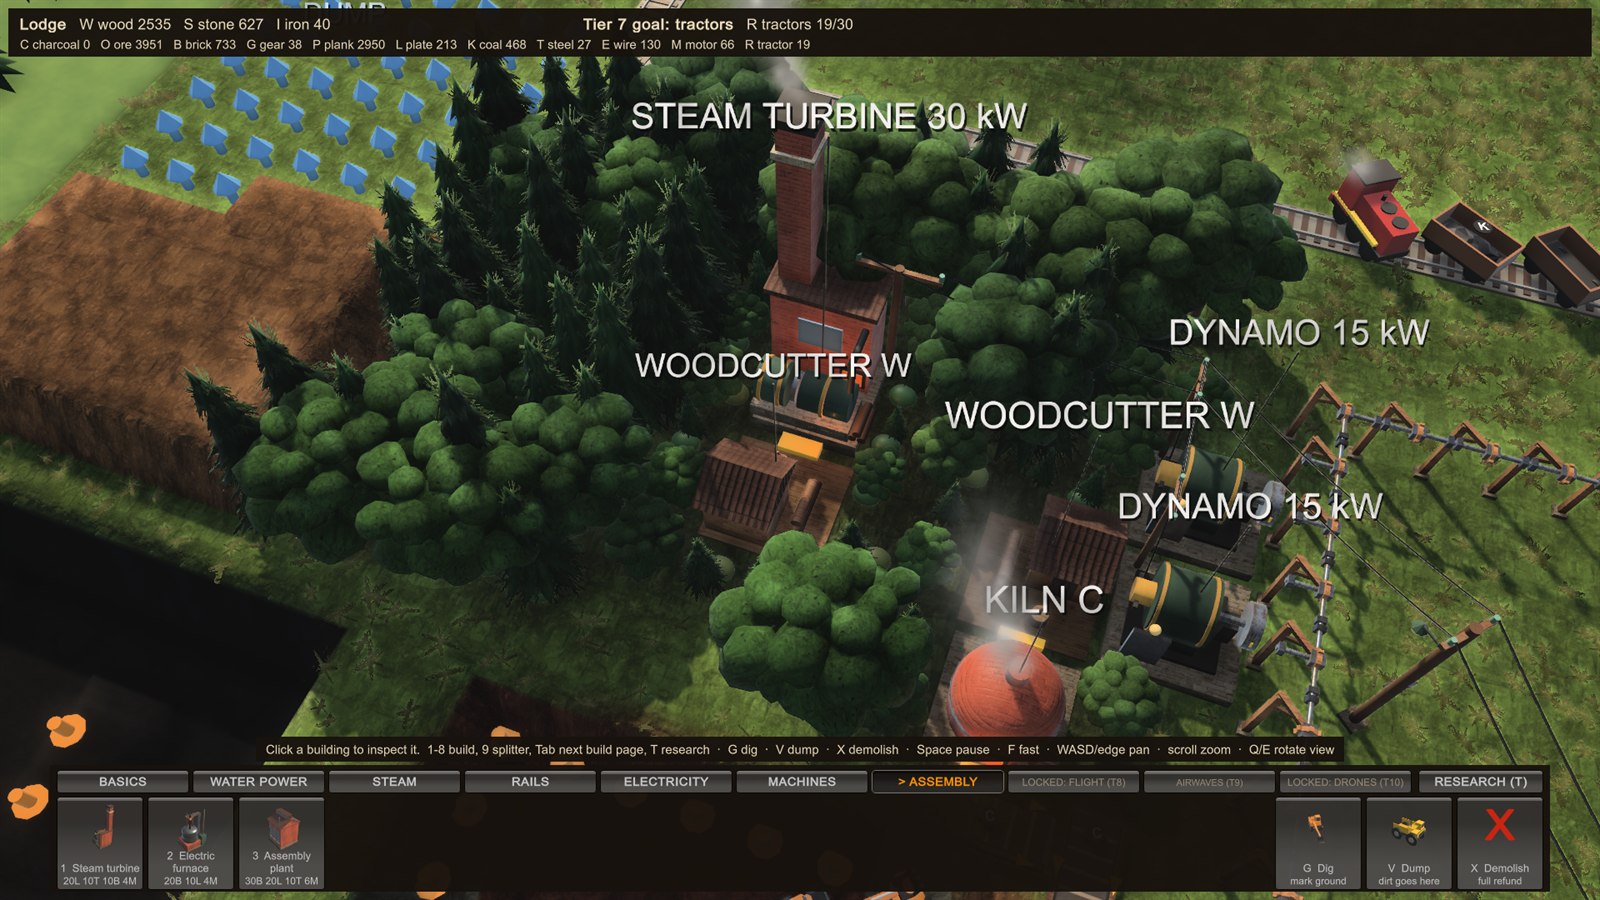 PUMP
Lodge W wood 2535 S stone 627 I iron 40
Tier 7 goal: tractors R tractors 19/30
C charcoal 0 O ore 3951 B brick 733 G gear 38 P plank 2950 L plate 213 K coal 468 T steel 27 E wire 130 M motor 66 R tractor 19
STEAM TURBINE 30 kW
K
DYNAMO 15 kW
WOODCUTTER W
WOODCUTTER W
DYNAMO 15 kW
KILN C
Click a building to inspect it. 1-8 build, 9 splitter, Tab next build page, T research · G dig · V dump · X demolish · Space pause · F fast · WASD/edge pan · scroll zoom · Q/E rotate view
BASICS
WATER POWER
STEAM
RAILS
ELECTRICITY
MACHINES
> ASSEMBLY
LOCKED: FLIGHT (T8)
AIRWAVES (T9)
LOCKED: DRONES (T10)
RESEARCH (T)
1 Steam turbine
20L 10T 10B 4M
2 Electric
furnace
20B 10L 4M
3 Assembly
plant
30B 20L 10T 6M
G Dig
mark ground
V Dump
dirt goes here
X
X Demolish
full refund